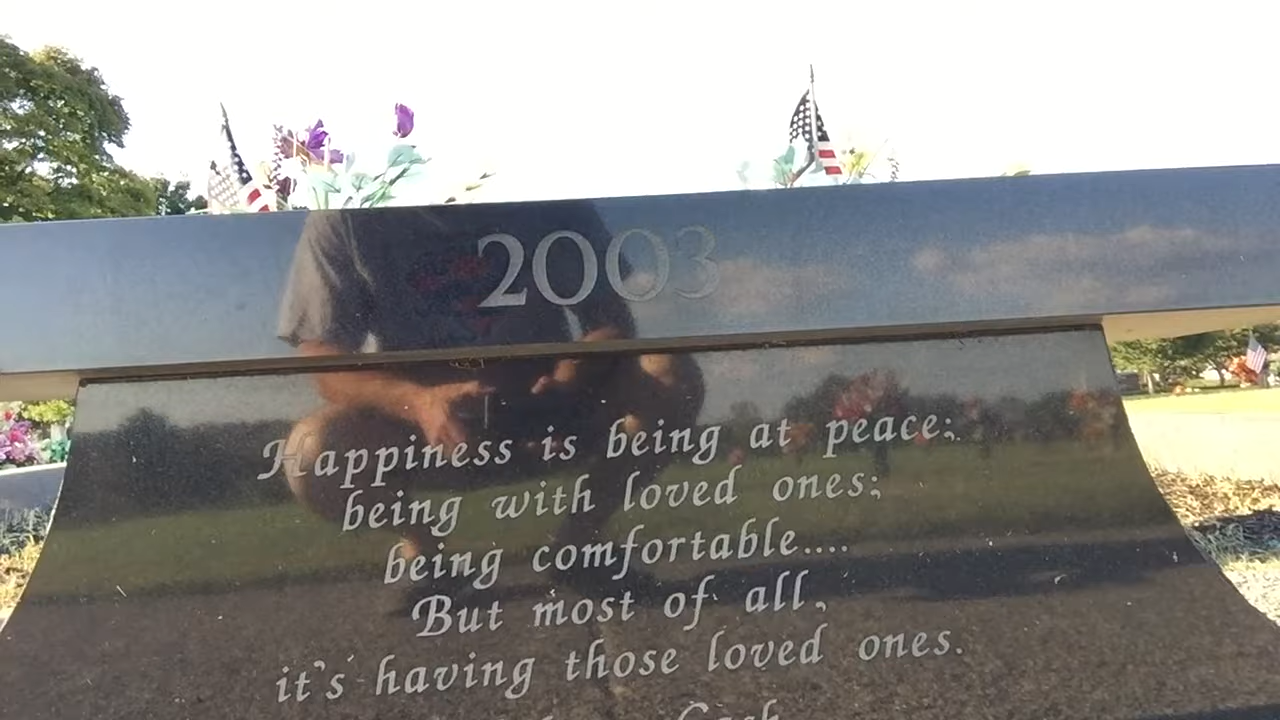 2003
Happiness is being at peace;
being with loved ones;
being comfortable....
But most of all,
it's having those loved ones.
Cash